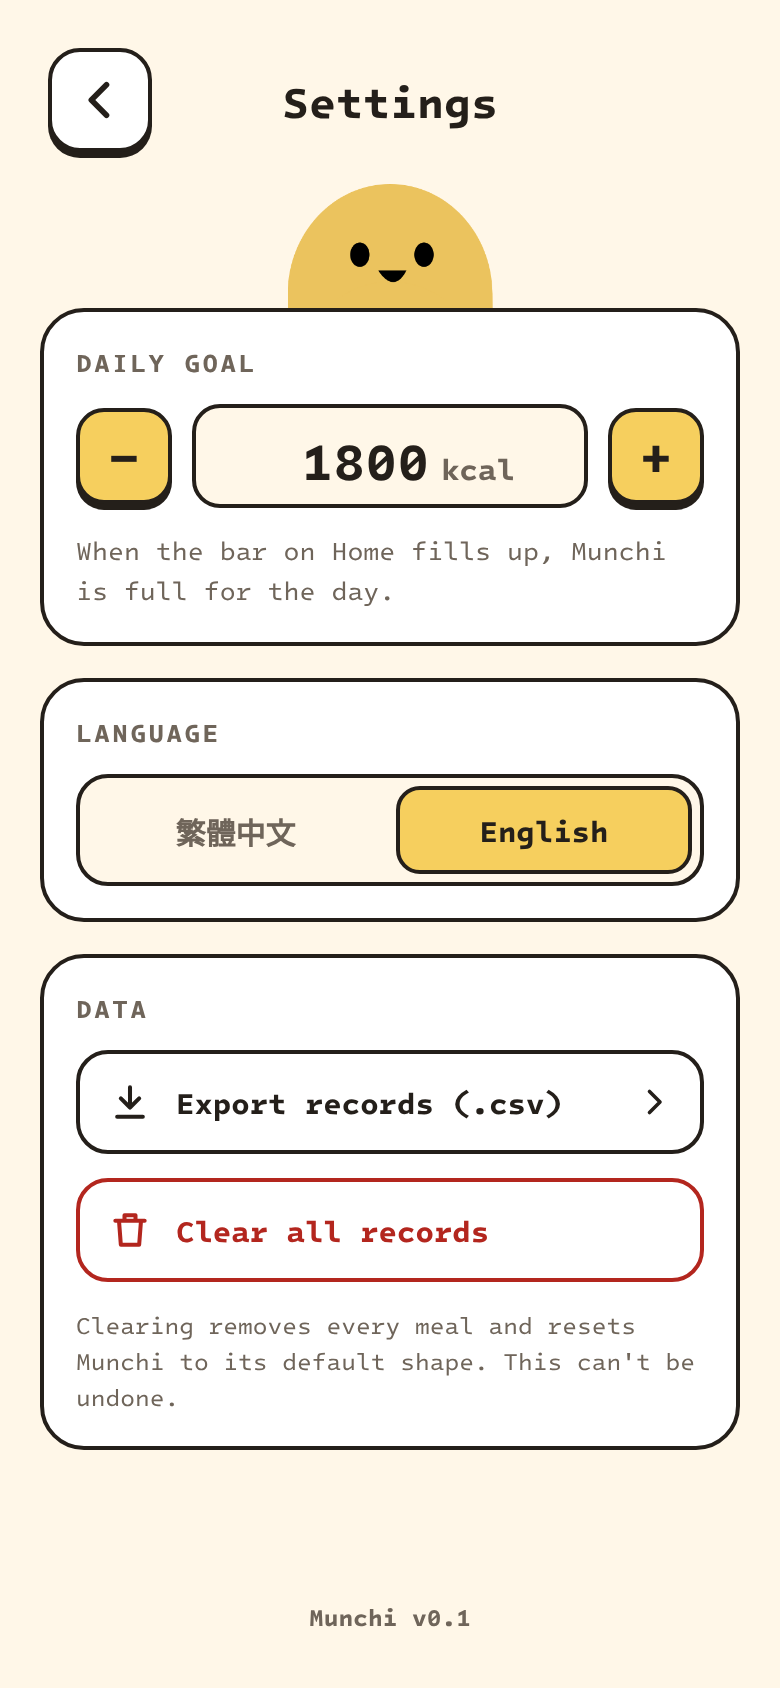 Settings
DAILY GOAL
− 1800 kcal +
When the bar on Home fills up, Munchi
is full for the day.
LANGUAGE
繁體中文 English
DATA
Export records (.csv)
Clear all records
Clearing removes every meal and resets
Munchi to its default shape. This can't be
undone.
Munchi v0.1